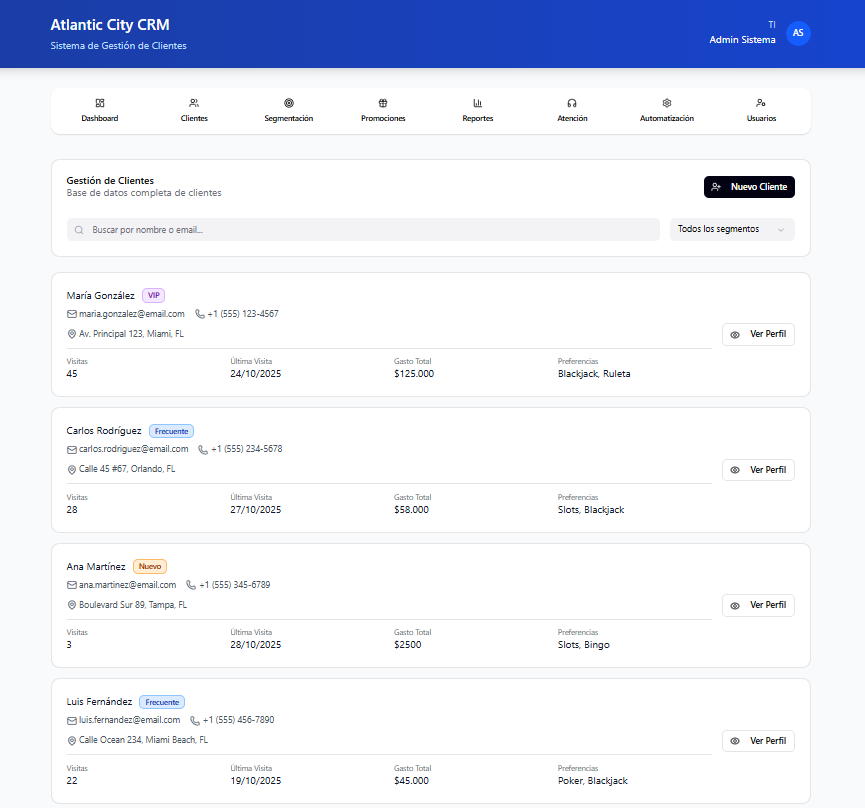 Atlantic City CRM
Sistema de Gestión de Clientes
TI
Admin Sistema
AS
Dashboard
Clientes
Segmentación
Promociones
Reportes
Atención
Automatización
Usuarios
Gestión de Clientes
Base de datos completa de clientes
Nuevo Cliente
Buscar por nombre o email...
Todos los segmentos
María González VIP
maria.gonzalez@email.com +1 (555) 123-4567
Av. Principal 123, Miami, FL
Ver Perfil
Visitas Última Visita Gasto Total Preferencias
45 24/10/2025 $125.000 Blackjack, Ruleta
Carlos Rodríguez Frecuente
carlos.rodriguez@email.com +1 (555) 234-5678
Calle 45 #67, Orlando, FL
Ver Perfil
Visitas Última Visita Gasto Total Preferencias
28 27/10/2025 $58.000 Slots, Blackjack
Ana Martínez Nuevo
ana.martinez@email.com +1 (555) 345-6789
Boulevard Sur 89, Tampa, FL
Ver Perfil
Visitas Última Visita Gasto Total Preferencias
3 28/10/2025 $2500 Slots, Bingo
Luis Fernández Frecuente
luis.fernandez@email.com +1 (555) 456-7890
Calle Ocean 234, Miami Beach, FL
Ver Perfil
Visitas Última Visita Gasto Total Preferencias
22 19/10/2025 $45.000 Poker, Blackjack